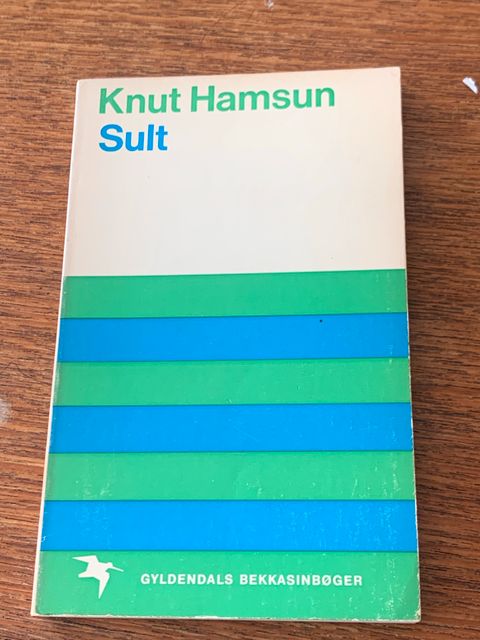 Knut Hamsun
Sult
GYLDENDALS BEKKASINBØGER